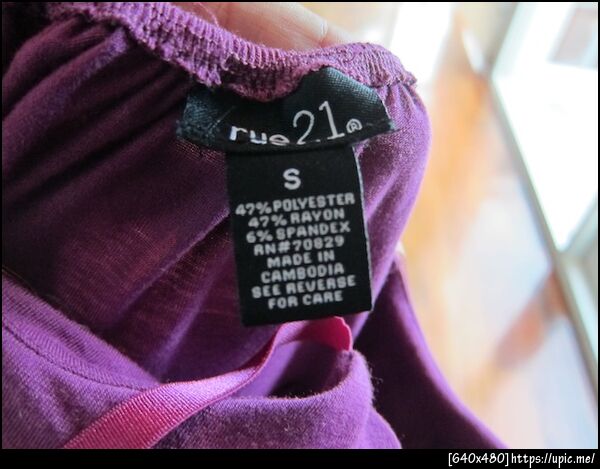 rue21®
S
47% POLYESTER
47% RAYON
6% SPANDEX
RN# 70829
MADE IN
CAMBODIA
SEE REVERSE
FOR CARE
[640x480]https://upic.me/